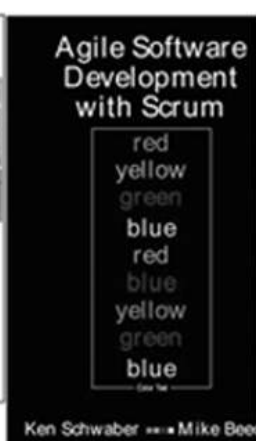 Agile Software
Development
with Scrum
red
yellow
green
blue
red
blue
yellow
green
blue
Ken Schwaber Mike Bee